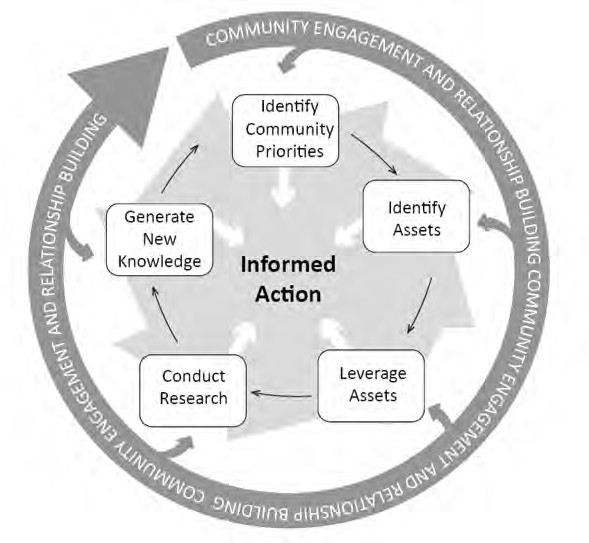 COMMUNITY ENGAGEMENT AND RELATIONSHIP BUILDING COMMUNITY ENGAGEMENT AND RELATIONSHIP BUILDING COMMUNITY ENGAGEMENT AND RELATIONSHIP BUILDING
Identify
Community
Priorities
Identify
Assets
Leverage
Assets
Conduct
Research
Generate
New
Knowledge
Informed
Action